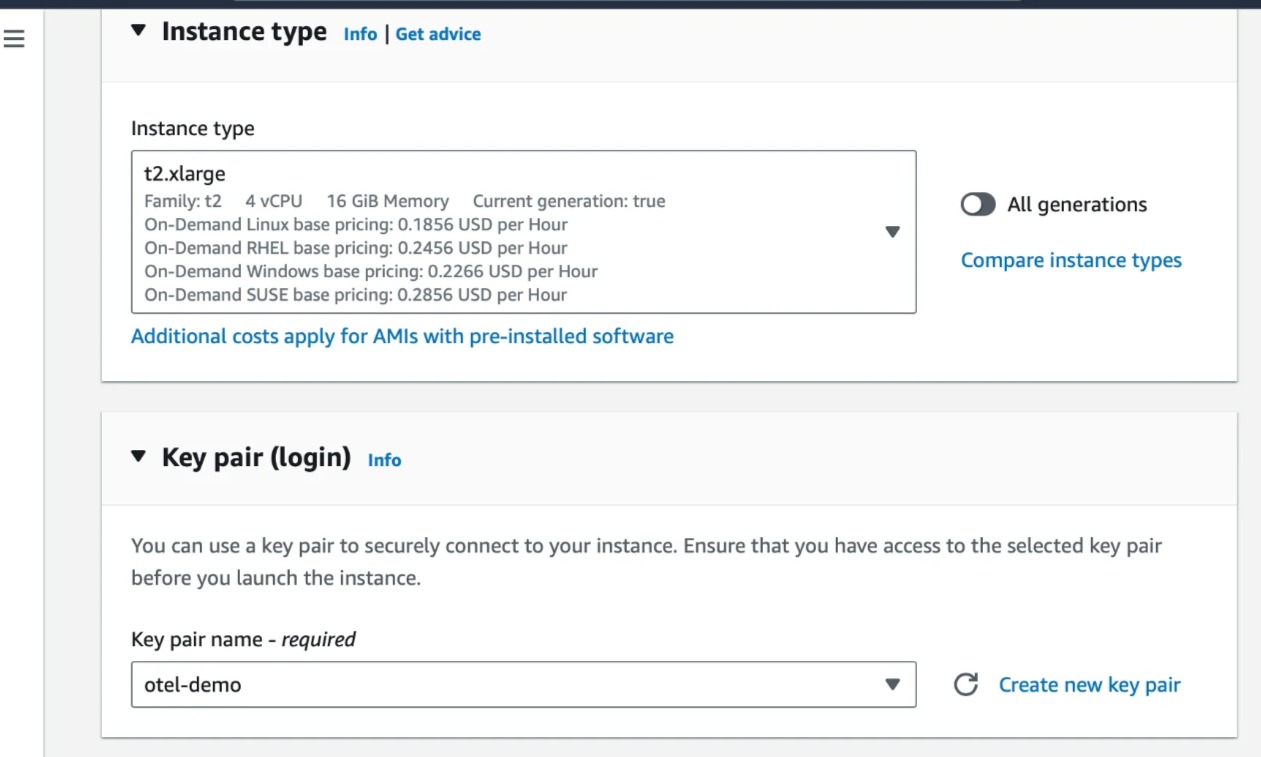 Instance type Info | Get advice
Instance type
t2.xlarge
Family: t2 4 vCPU 16 GiB Memory Current generation: true
On-Demand Linux base pricing: 0.1856 USD per Hour
On-Demand RHEL base pricing: 0.2456 USD per Hour
On-Demand Windows base pricing: 0.2266 USD per Hour
On-Demand SUSE base pricing: 0.2856 USD per Hour
All generations
Compare instance types
Additional costs apply for AMIs with pre-installed software
Key pair (login) Info
You can use a key pair to securely connect to your instance. Ensure that you have access to the selected key pair
before you launch the instance.
Key pair name - required
otel-demo
Create new key pair